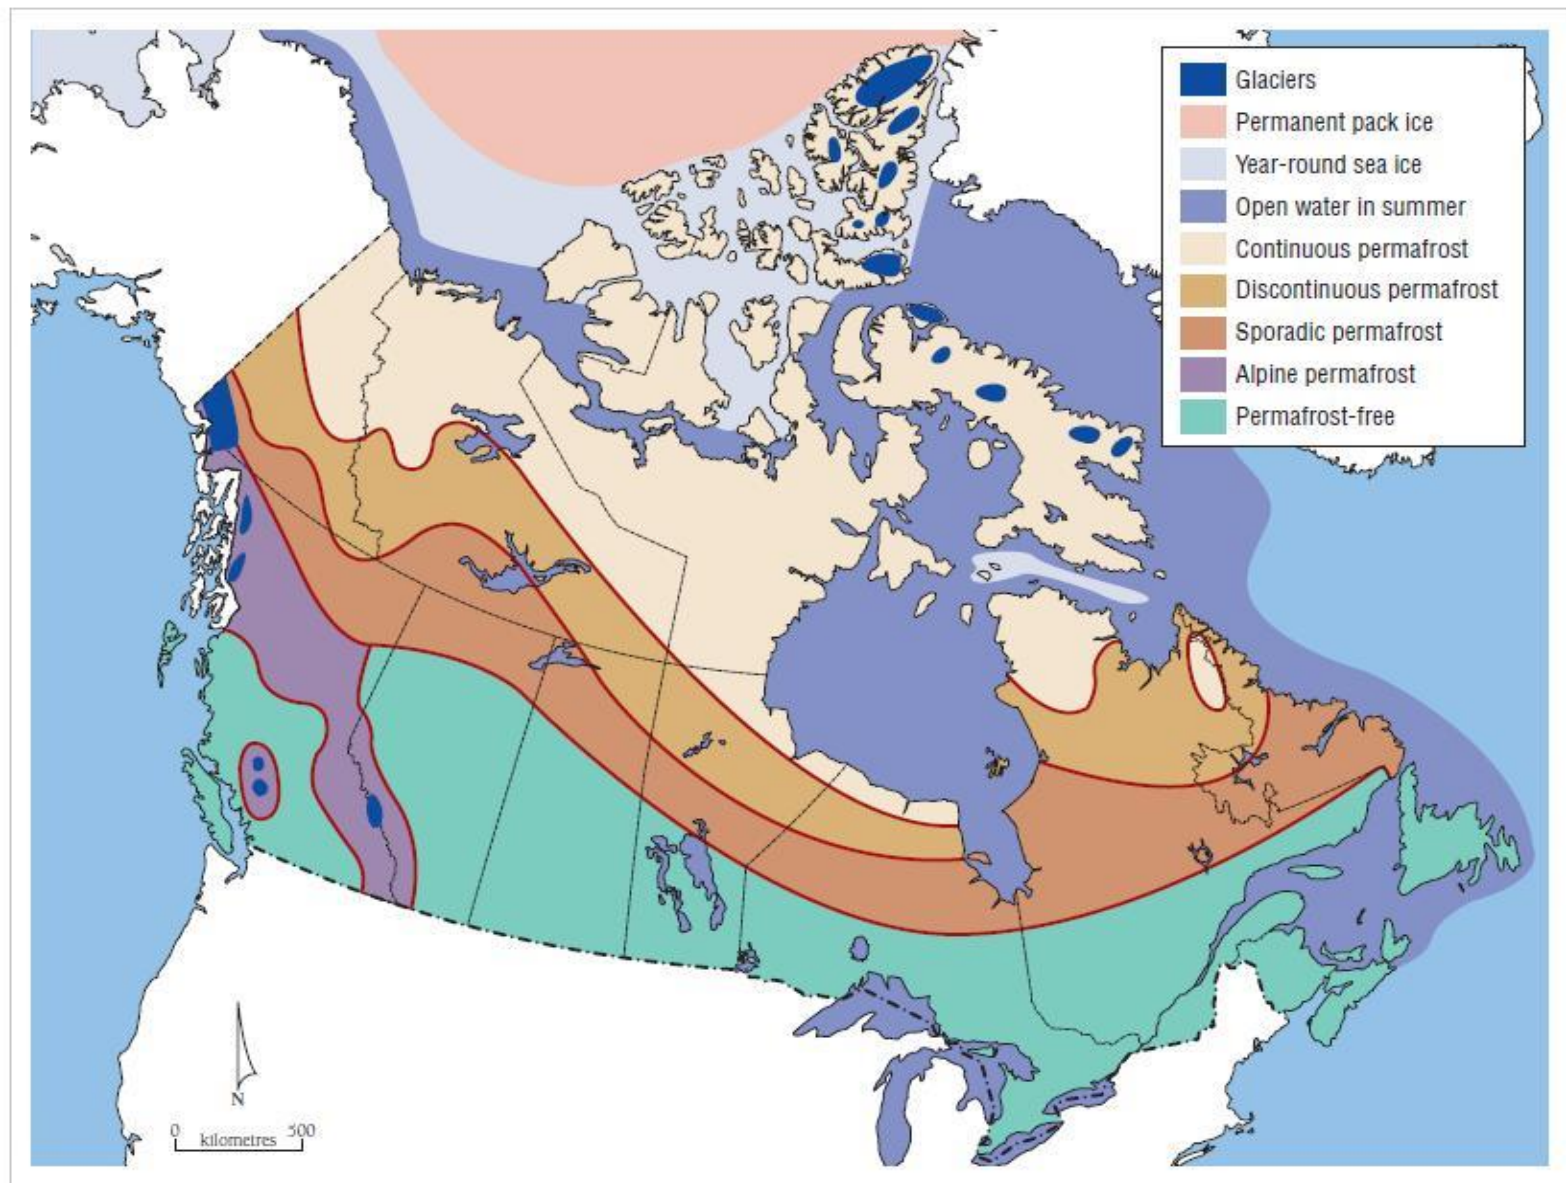 Glaciers
Permanent pack ice
Year-round sea ice
Open water in summer
Continuous permafrost
Discontinuous permafrost
Sporadic permafrost
Alpine permafrost
Permafrost-free
N
0 kilometres 500